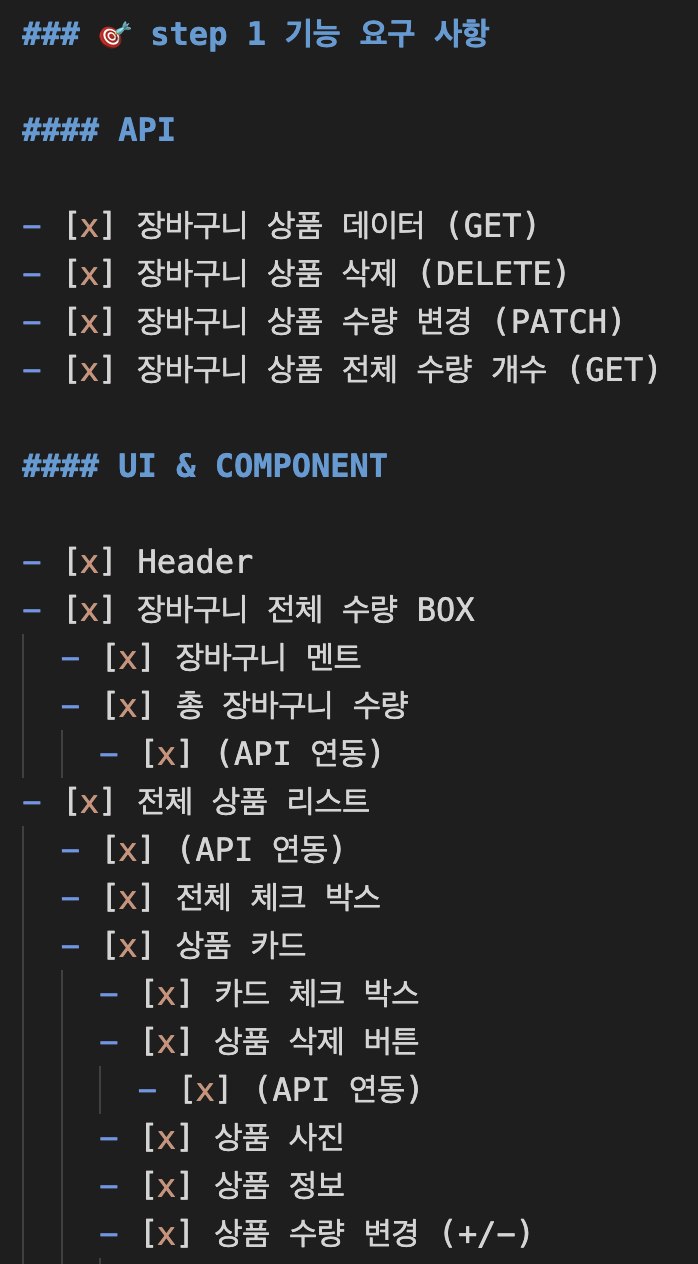 ### 🎯 step 1 기능 요구 사항
#### API
- [x] 장바구니 상품 데이터 (GET)
- [x] 장바구니 상품 삭제 (DELETE)
- [x] 장바구니 상품 수량 변경 (PATCH)
- [x] 장바구니 상품 전체 수량 개수 (GET)
#### UI & COMPONENT
- [x] Header
- [x] 장바구니 전체 수량 BOX
  - [x] 장바구니 멘트
  - [x] 총 장바구니 수량
    - [x] (API 연동)
- [x] 전체 상품 리스트
  - [x] (API 연동)
  - [x] 전체 체크 박스
  - [x] 상품 카드
    - [x] 카드 체크 박스
    - [x] 상품 삭제 버튼
      - [x] (API 연동)
    - [x] 상품 사진
    - [x] 상품 정보
    - [x] 상품 수량 변경 (+/-)